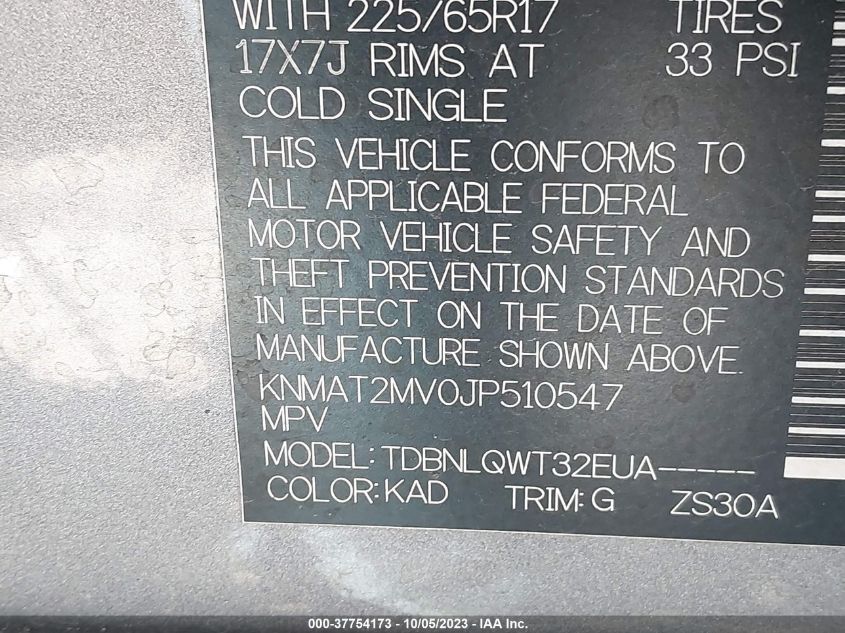 WITH 225/65R17 TIRES
17X7J RIMS AT 33 PSI
COLD SINGLE
THIS VEHICLE CONFORMS TO
ALL APPLICABLE FEDERAL
MOTOR VEHICLE SAFETY AND
THEFT PREVENTION STANDARDS
IN EFFECT ON THE DATE OF
MANUFACTURE SHOWN ABOVE.
KNMAT2MV0JP510547
MPV
MODEL: TDBNLQWT32EUA-----
COLOR: KAD TRIM: G ZS30A
000-37754173 - 10/05/2023 - IAA Inc.